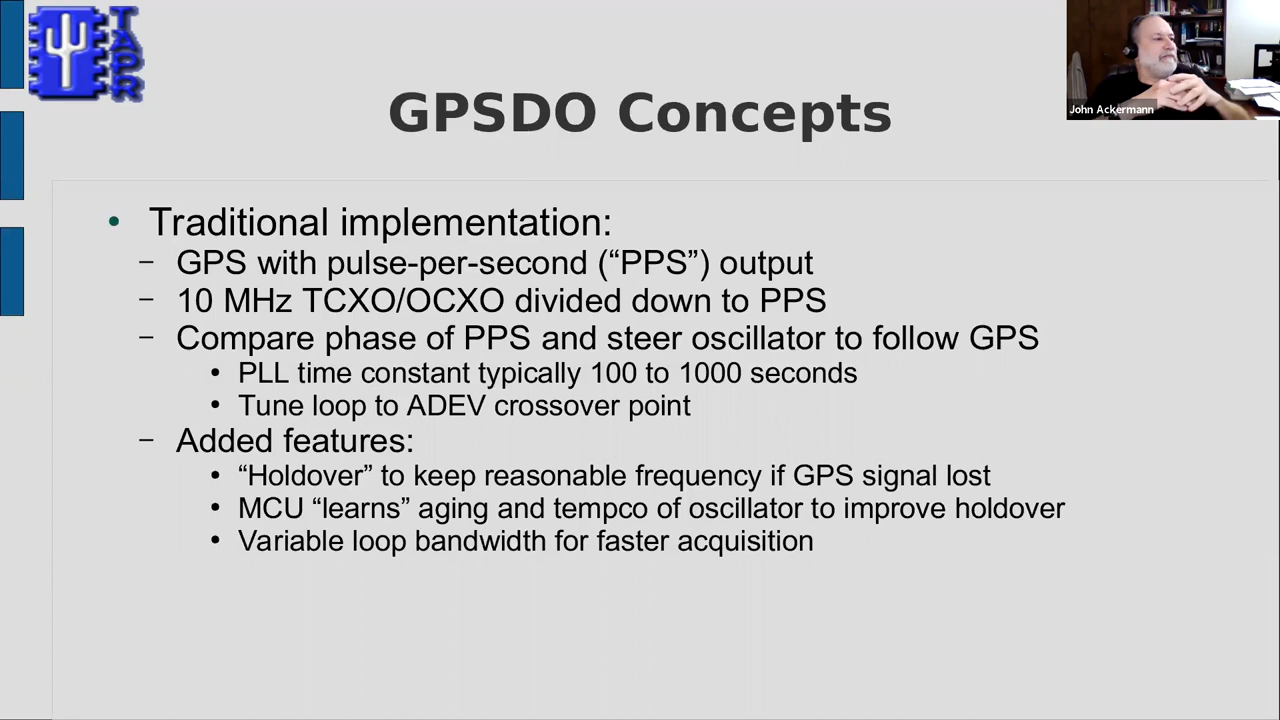 TAPR
John Ackermann
GPSDO Concepts
Traditional implementation:
GPS with pulse-per-second (“PPS”) output
10 MHz TCXO/OCXO divided down to PPS
Compare phase of PPS and steer oscillator to follow GPS
PLL time constant typically 100 to 1000 seconds
Tune loop to ADEV crossover point
Added features:
“Holdover” to keep reasonable frequency if GPS signal lost
MCU “learns” aging and tempco of oscillator to improve holdover
Variable loop bandwidth for faster acquisition